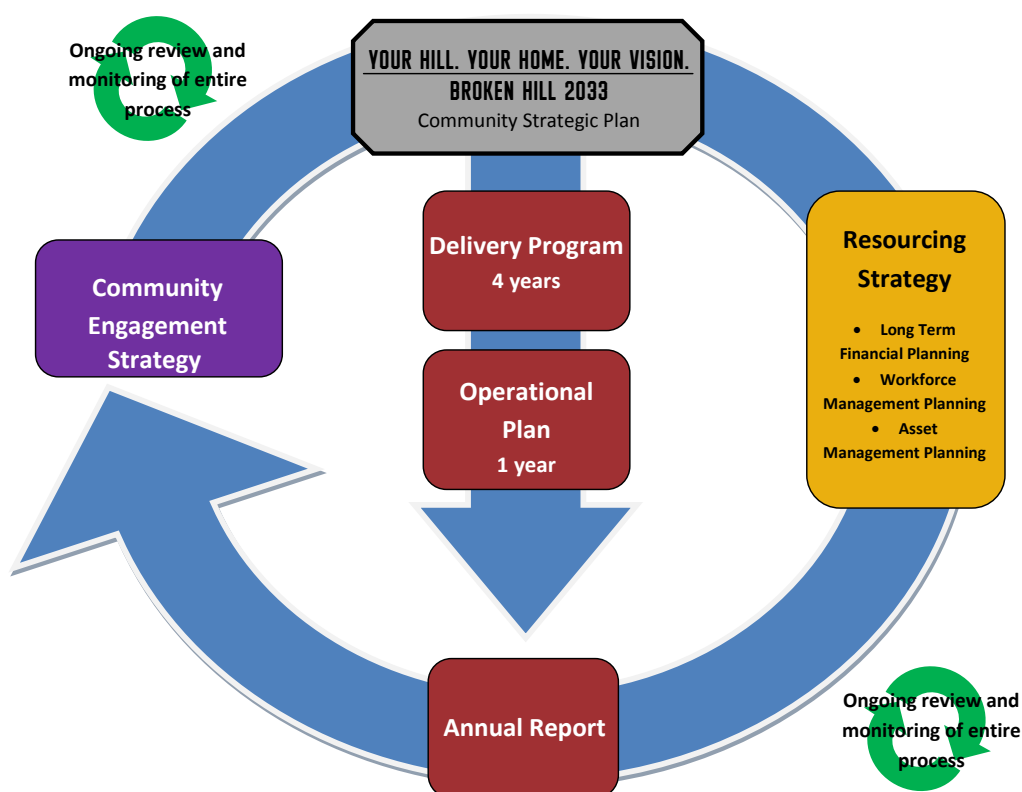 Ongoing review and
monitoring of entire
process
YOUR HILL. YOUR HOME. YOUR VISION.
BROKEN HILL 2033
Community Strategic Plan
Delivery Program
4 years
Resourcing
Strategy
• Long Term
Financial Planning
• Workforce
Management Planning
• Asset
Management Planning
Community
Engagement
Strategy
Operational
Plan
1 year
Annual Report
Ongoing review and
monitoring of entire
process